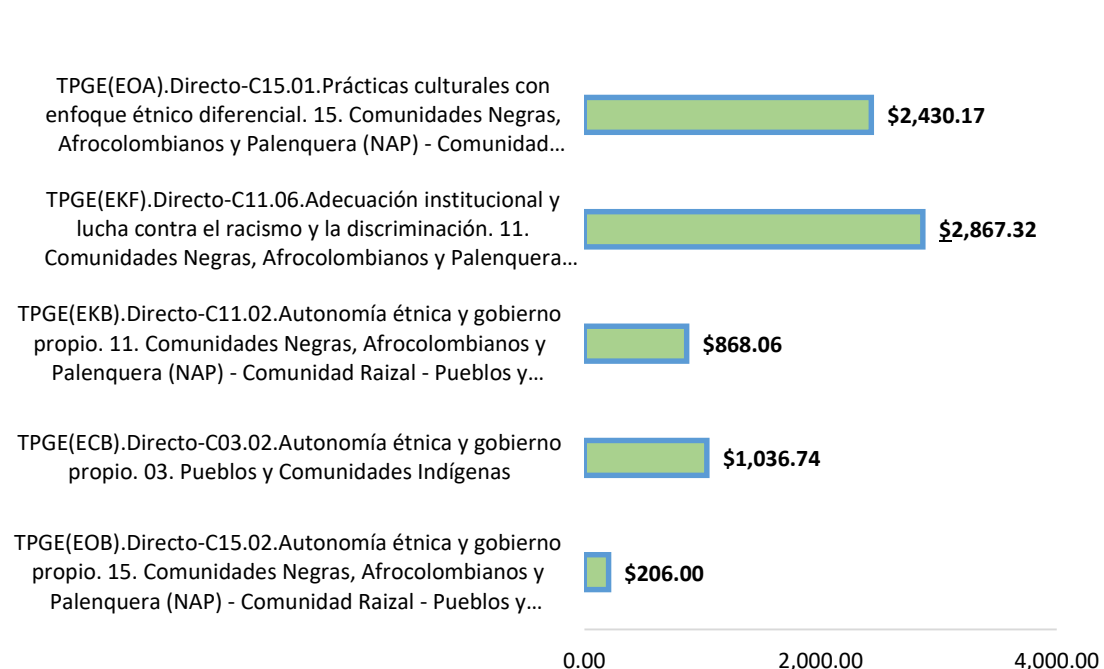 TPGE(EOA).Directo-C15.01.Prácticas culturales con
enfoque étnico diferencial. 15. Comunidades Negras,
Afrocolombianos y Palenquera (NAP) - Comunidad...
$2,430.17
TPGE(EKF).Directo-C11.06.Adecuación institucional y
lucha contra el racismo y la discriminación. 11.
Comunidades Negras, Afrocolombianos y Palenquera...
$2,867.32
TPGE(EKB).Directo-C11.02.Autonomía étnica y gobierno
propio. 11. Comunidades Negras, Afrocolombianos y
Palenquera (NAP) - Comunidad Raizal - Pueblos y...
$868.06
TPGE(ECB).Directo-C03.02.Autonomía étnica y gobierno
propio. 03. Pueblos y Comunidades Indígenas
$1,036.74
TPGE(EOB).Directo-C15.02.Autonomía étnica y gobierno
propio. 15. Comunidades Negras, Afrocolombianos y
Palenquera (NAP) - Comunidad Raizal - Pueblos y...
$206.00
0.00 2,000.00 4,000.00